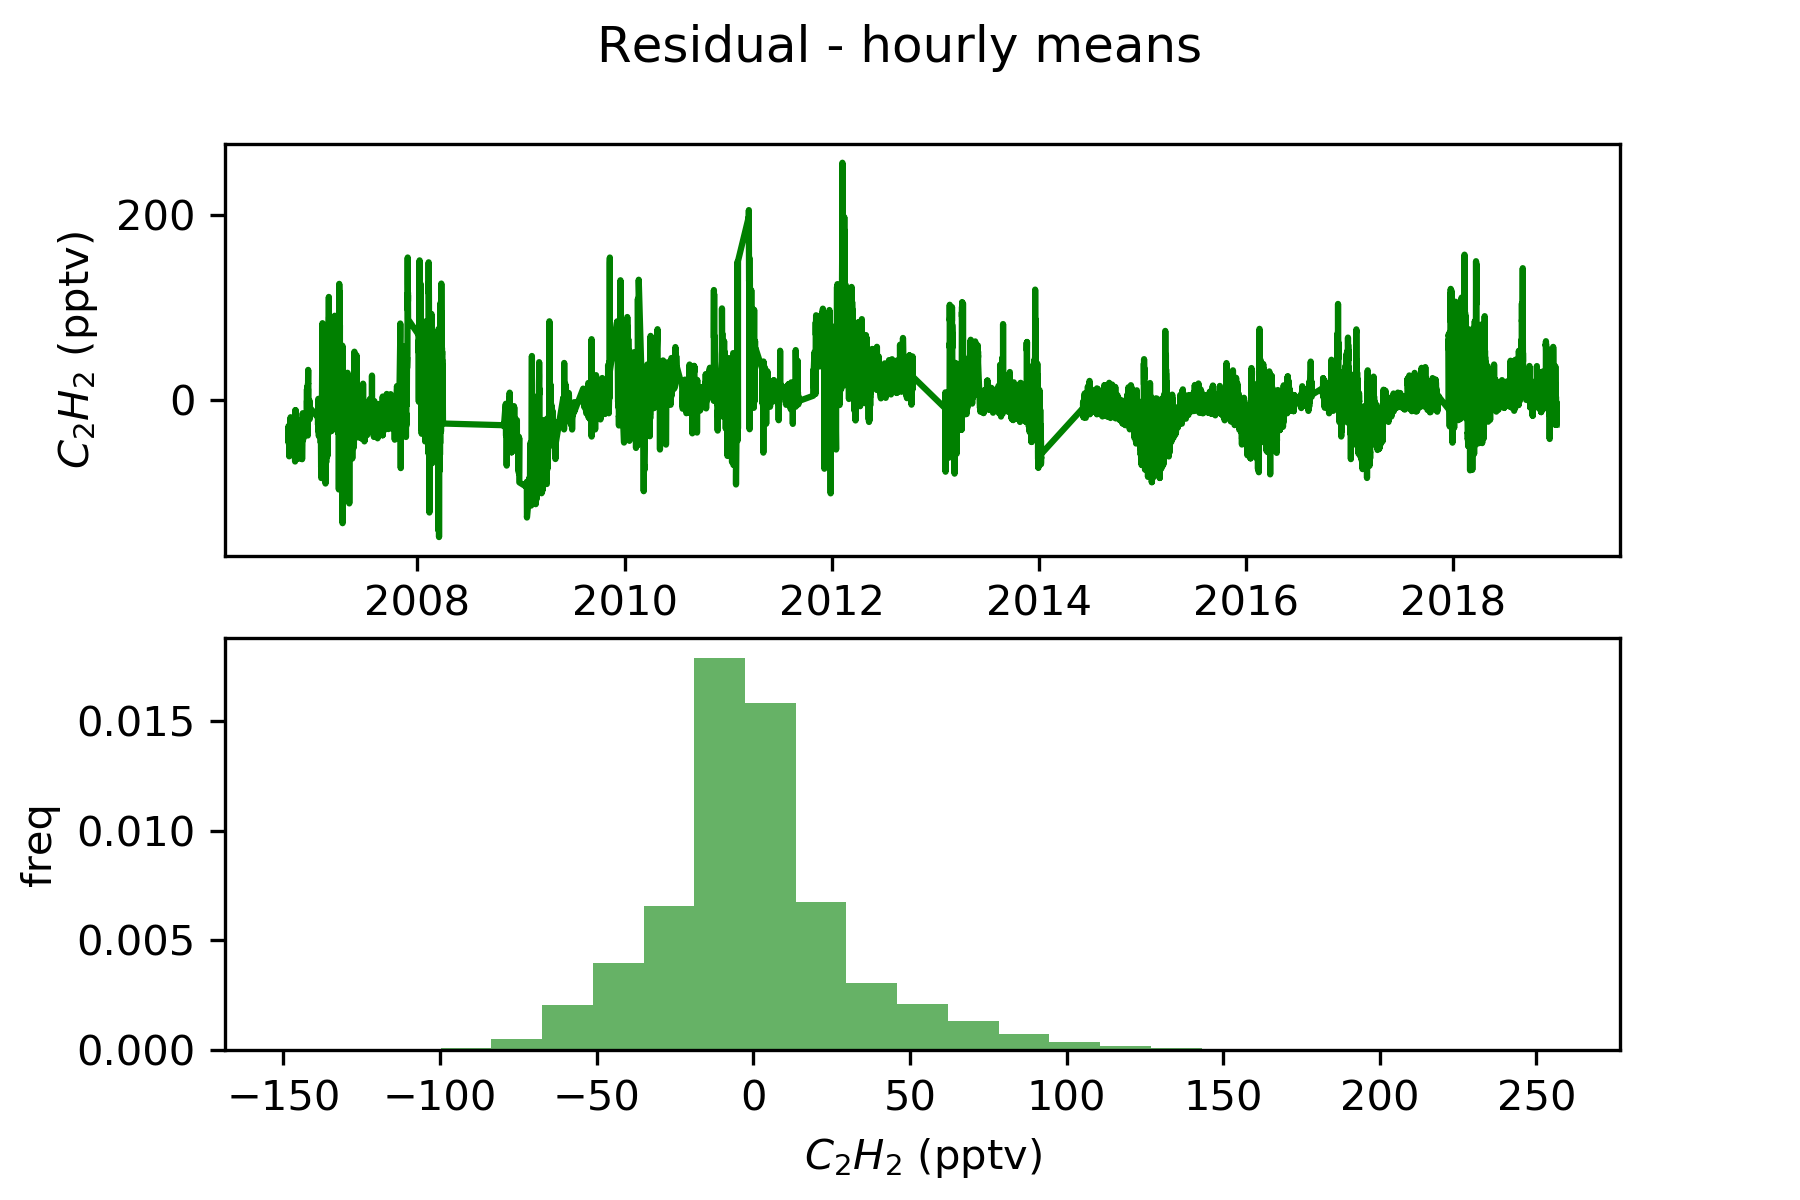 Residual - hourly means
C₂H₂ (pptv)
200
0
2008 2010 2012 2014 2016 2018
freq
0.015
0.010
0.005
0.000
−150 −100 −50 0 50 100 150 200 250
C₂H₂ (pptv)